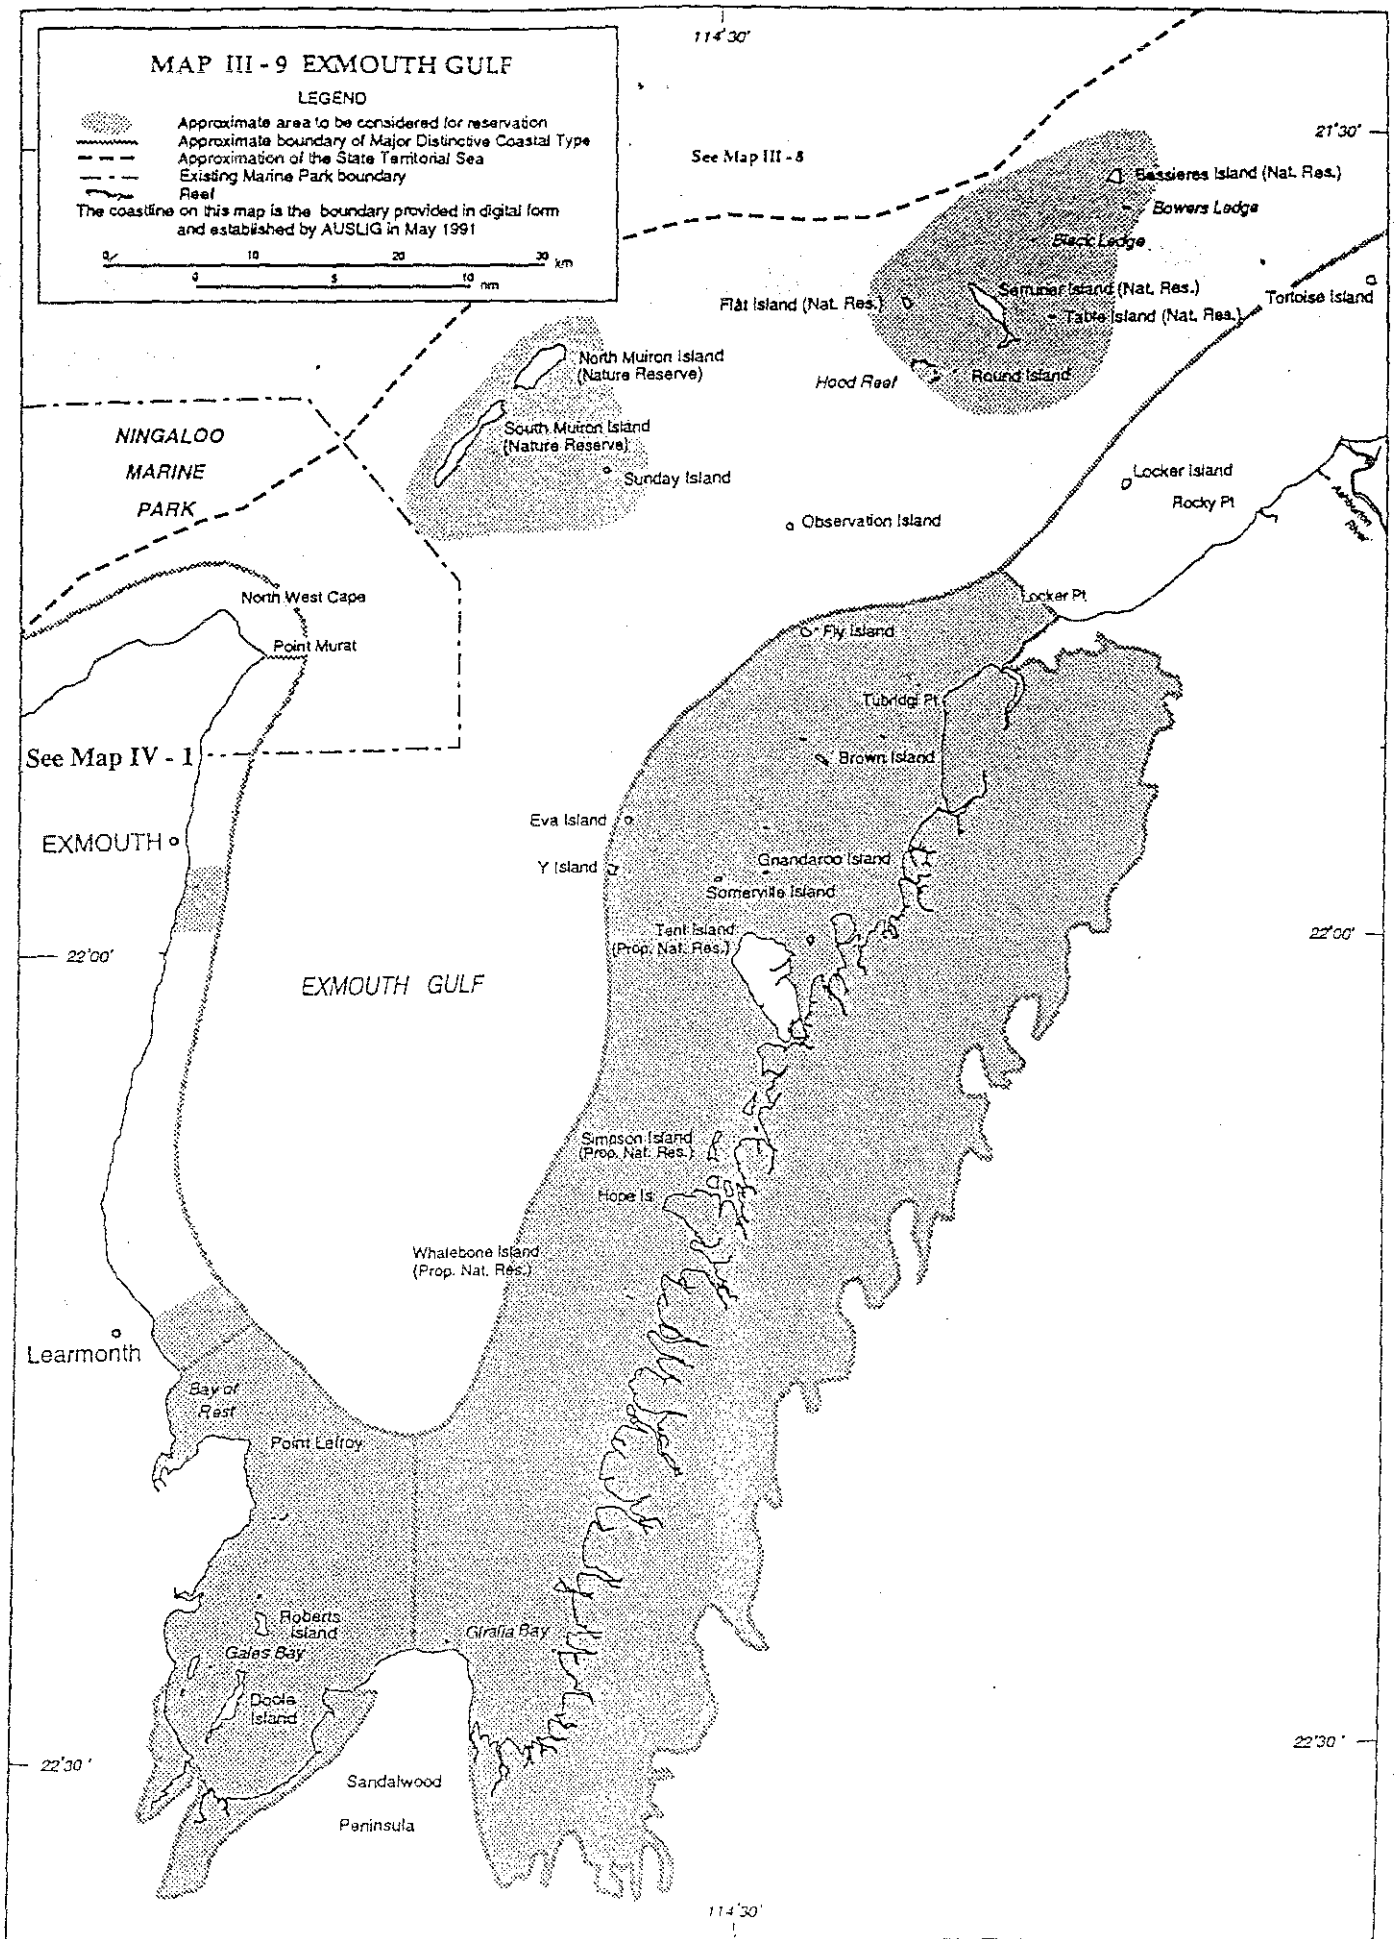 114°30'
MAP III - 9 EXMOUTH GULF
LEGEND
Approximate area to be considered for reservation
Approximate boundary of Major Distinctive Coastal Type
Approximation of the State Territorial Sea
Existing Marine Park boundary
Reef
The coastline on this map is the boundary provided in digital form
and established by AUSLIG in May 1991
0 10 20 30 km
0 5 10 nm
See Map III - 8
21°30'
Bessieres Island (Nat. Res.)
Bowers Ledge
Black Ledge
Serrurier Island (Nat. Res.)
Flat Island (Nat. Res.)
Table Island (Nat. Res.)
Tortoise Island
North Muiron Island
(Nature Reserve)
Hood Reef
Round Island
South Muiron Island
(Nature Reserve)
NINGALOO
MARINE
PARK
Sunday Island
Locker Island
Rocky Pt
Ashburton
River
Observation Island
North West Cape
Locker Pt
Point Murat
Fly Island
Tubridgi Pt
See Map IV - 1
Brown Island
EXMOUTH
Eva Island
Y Island
Gnandaroo Island
Somerville Island
Tent Island
(Prop. Nat. Res.)
22°00'
22°00'
EXMOUTH GULF
Simpson Island
(Prop. Nat. Res.)
Hope Is
Whalebone Island
(Prop. Nat. Res.)
Learmonth
Bay of
Rest
Point Lefroy
Roberts
Island
Giralia Bay
Gales Bay
Doole
Island
22°30'
22°30'
Sandalwood
Peninsula
114°30'